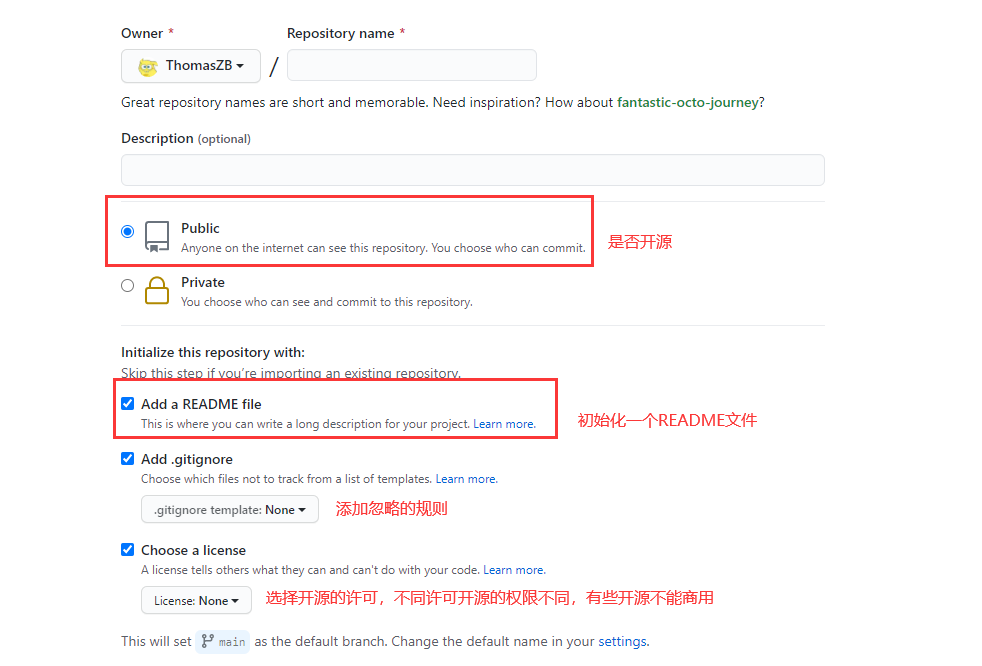 Owner * Repository name *
ThomasZB /
Great repository names are short and memorable. Need inspiration? How about fantastic-octo-journey?
Description (optional)
Public
Anyone on the internet can see this repository. You choose who can commit.
是否开源
Private
You choose who can see and commit to this repository.
Initialize this repository with:
Skip this step if you're importing an existing repository.
Add a README file
This is where you can write a long description for your project. Learn more.
初始化一个README文件
Add .gitignore
Choose which files not to track from a list of templates. Learn more.
.gitignore template: None
添加忽略的规则
Choose a license
A license tells others what they can and can't do with your code. Learn more.
License: None
选择开源的许可，不同许可开源的权限不同，有些开源不能商用
This will set main as the default branch. Change the default name in your settings.